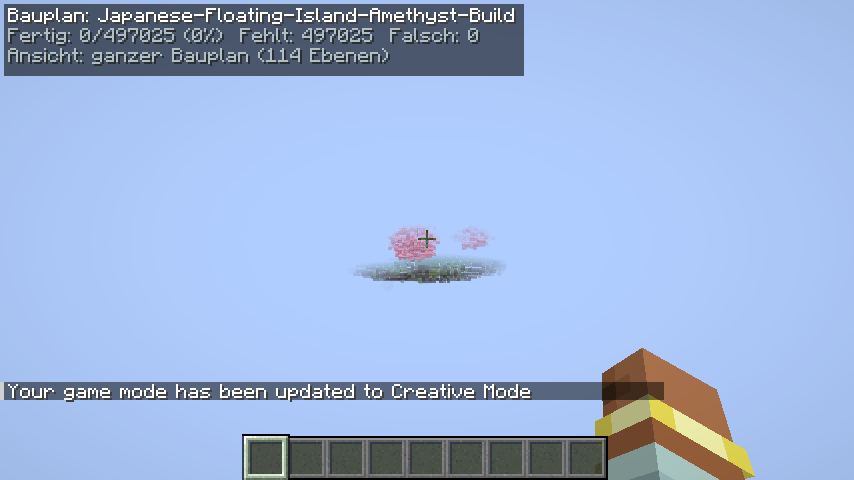 Bauplan: Japanese-Floating-Island-Amethyst-Build
Fertig: 0/497025 (0%) Fehlt: 497025 Falsch: 0
Ansicht: ganzer Bauplan (114 Ebenen)
Your game mode has been updated to Creative Mode